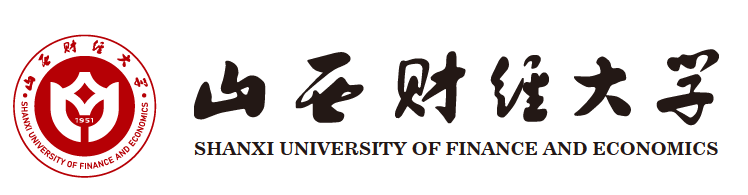 山西财经大学
1951
SHANXI UNIVERSITY OF FINANCE AND ECONOMICS
山西财经大学
SHANXI UNIVERSITY OF FINANCE AND ECONOMICS